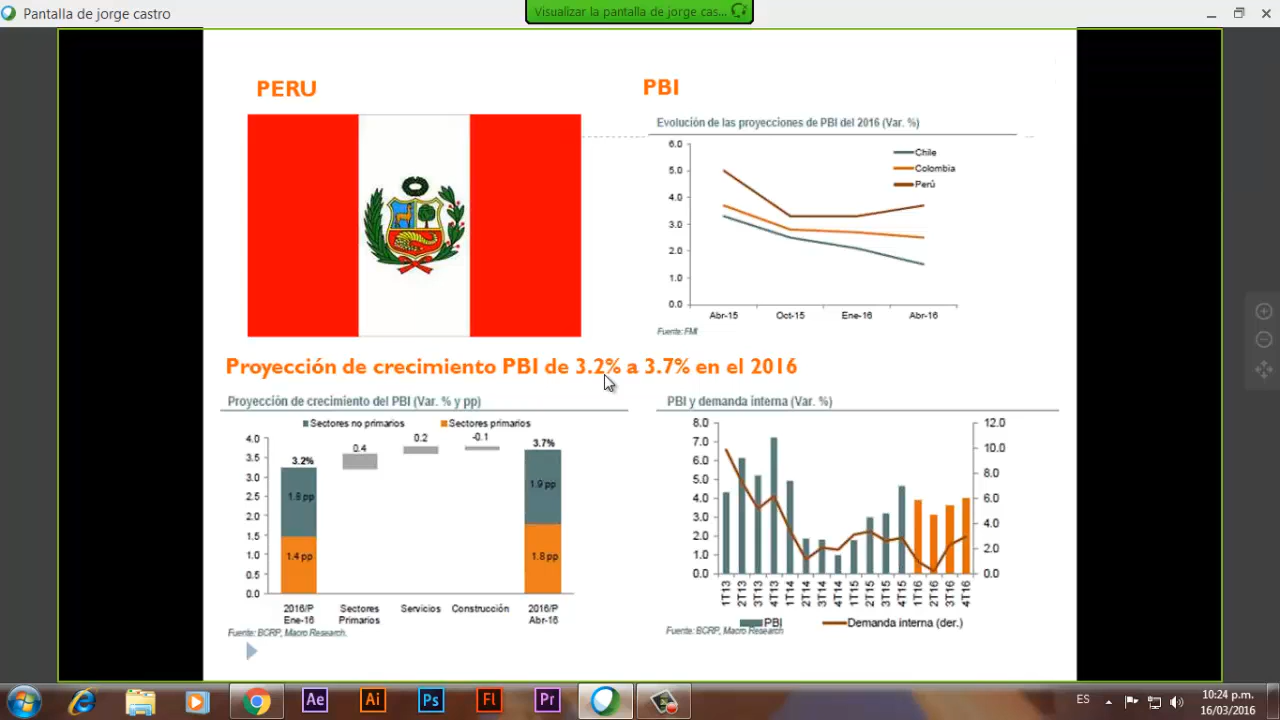 Pantalla de jorge castro
Visualizar la pantalla de jorge cas...
PERU
PBI
Evolución de las proyecciones de PBI del 2016 (Var. %)
6.0
5.0
4.0
3.0
2.0
1.0
0.0
Chile
Colombia
Perú
Abr-15 Oct-15 Ene-16 Abr-16
Fuente: FMI
Proyección de crecimiento PBI de 3.2% a 3.7% en el 2016
Proyección de crecimiento del PBI (Var. % y pp)
Sectores no primarios Sectores primarios
4.0
3.5
3.0
2.5
2.0
1.5
1.0
0.5
0.0
3.2%
0.4
0.2
-0.1
3.7%
1.8 pp
1.9 pp
1.4 pp
1.8 pp
2016/P Ene-16
Sectores Primarios
Servicios
Construcción
2016/P Abr-16
Fuente: BCRP, Macro Research.
PBI y demanda interna (Var. %)
8.0
7.0
6.0
5.0
4.0
3.0
2.0
1.0
0.0
12.0
10.0
8.0
6.0
4.0
2.0
0.0
1T13 2T13 3T13 4T13 1T14 2T14 3T14 4T14 1T15 2T15 3T15 4T15 1T16 2T16 3T16 4T16
PBI Demanda interna (der.)
Fuente: BCRP, Macro Research
Ae
Ai
Ps
Fl
Pr
ES
10:24 p.m.
16/03/2016